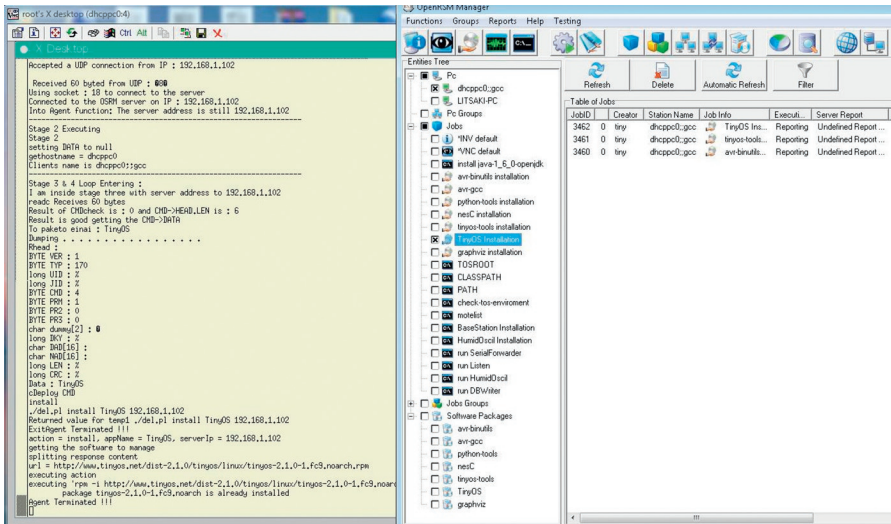 root's X desktop (dhcppc0:4)
Ctrl Alt
X Desktop
Accepted a UDP connection from IP : 192.168.1.102
Received 60 byted from UDP :
Using socket : 18 to connect to the server
Connected to the OSRM server on IP : 192.168.1.102
Into Agent function: The server address is still 192.168.1.102
Stage 2 Executing
Stage 2
setting DATA to null
gethostname = dhcppc0
Clients name is dhcppc0::gcc
Stage 3 & 4 Loop Entering :
I am inside stage three with server address to 192.168.1.102
readc Receives 60 bytes
Result of CMDcheck is : 0 and CMD->HEAD.LEN is : 6
Result is good getting the CMD->DATA
To paketo einai : TinyOS
Dumping . . . . . . . . . . . . . . . . .
Rhead :
BYTE VER : 1
BYTE TYP : 170
long UID : %
long JID : %
BYTE CMD : 4
BYTE PRM : 1
BYTE PR2 : 0
BYTE PR3 : 0
char dummy[2] :
long DKY : %
char DAD[16] :
char NAD[16] :
long LEN : %
long CRC : %
Data : TinyOS
cDeploy CMD
install
./del.pl install TinyOS 192.168.1.102
Returned value for temp1 ./del.pl install TinyOS 192.168.1.102
ExitAgent Terminated !!!
action = install, appName = TinyOS, serverIp = 192.168.1.102
getting the software to manage
splitting response content
url = http://www.tinyos.net/dist-2.1.0/tinyos/linux/tinyos-2.1.0-1.fc9.noarch.rpm
executing action
executing 'rpm -i http://www.tinyos.net/dist-2.1.0/tinyos/linux/tinyos-2.1.0-1.fc9.noarc
package tinyos-2.1.0-1.fc9.noarch is already installed
Agent Terminated !!!
OpenRSM Manager
Functions Groups Reports Help Testing
Entities Tree
Pc
dhcppc0;;gcc
LITSAKI-PC
Pc Groups
Jobs
*INV default
*VNC default
install java-1_6_0-openjdk
avr-binutils installation
avr-gcc
python-tools installation
nesC installation
tinyos-tools installation
TinyOS Installation
graphviz installation
TOSROOT
CLASSPATH
PATH
check-tos-enviroment
motelist
BaseStation Installation
HumidOscil Installation
run SerialForwarder
run Listen
run HumidOscil
run DBWriter
Jobs Groups
Software Packages
avr-binutils
avr-gcc
python-tools
nesC
tinyos-tools
TinyOS
graphviz
Refresh Delete Automatic Refresh Filter
Table of Jobs
JobID Creator Station Name Job Info Executi... Server Report
3462 0 tiny dhcppc0;;gcc TinyOS Ins... Reporting Undefined Report ...
3461 0 tiny dhcppc0;;gcc tinyos-tools... Reporting Undefined Report ...
3460 0 tiny dhcppc0;;gcc avr-binutils... Reporting Undefined Report ...